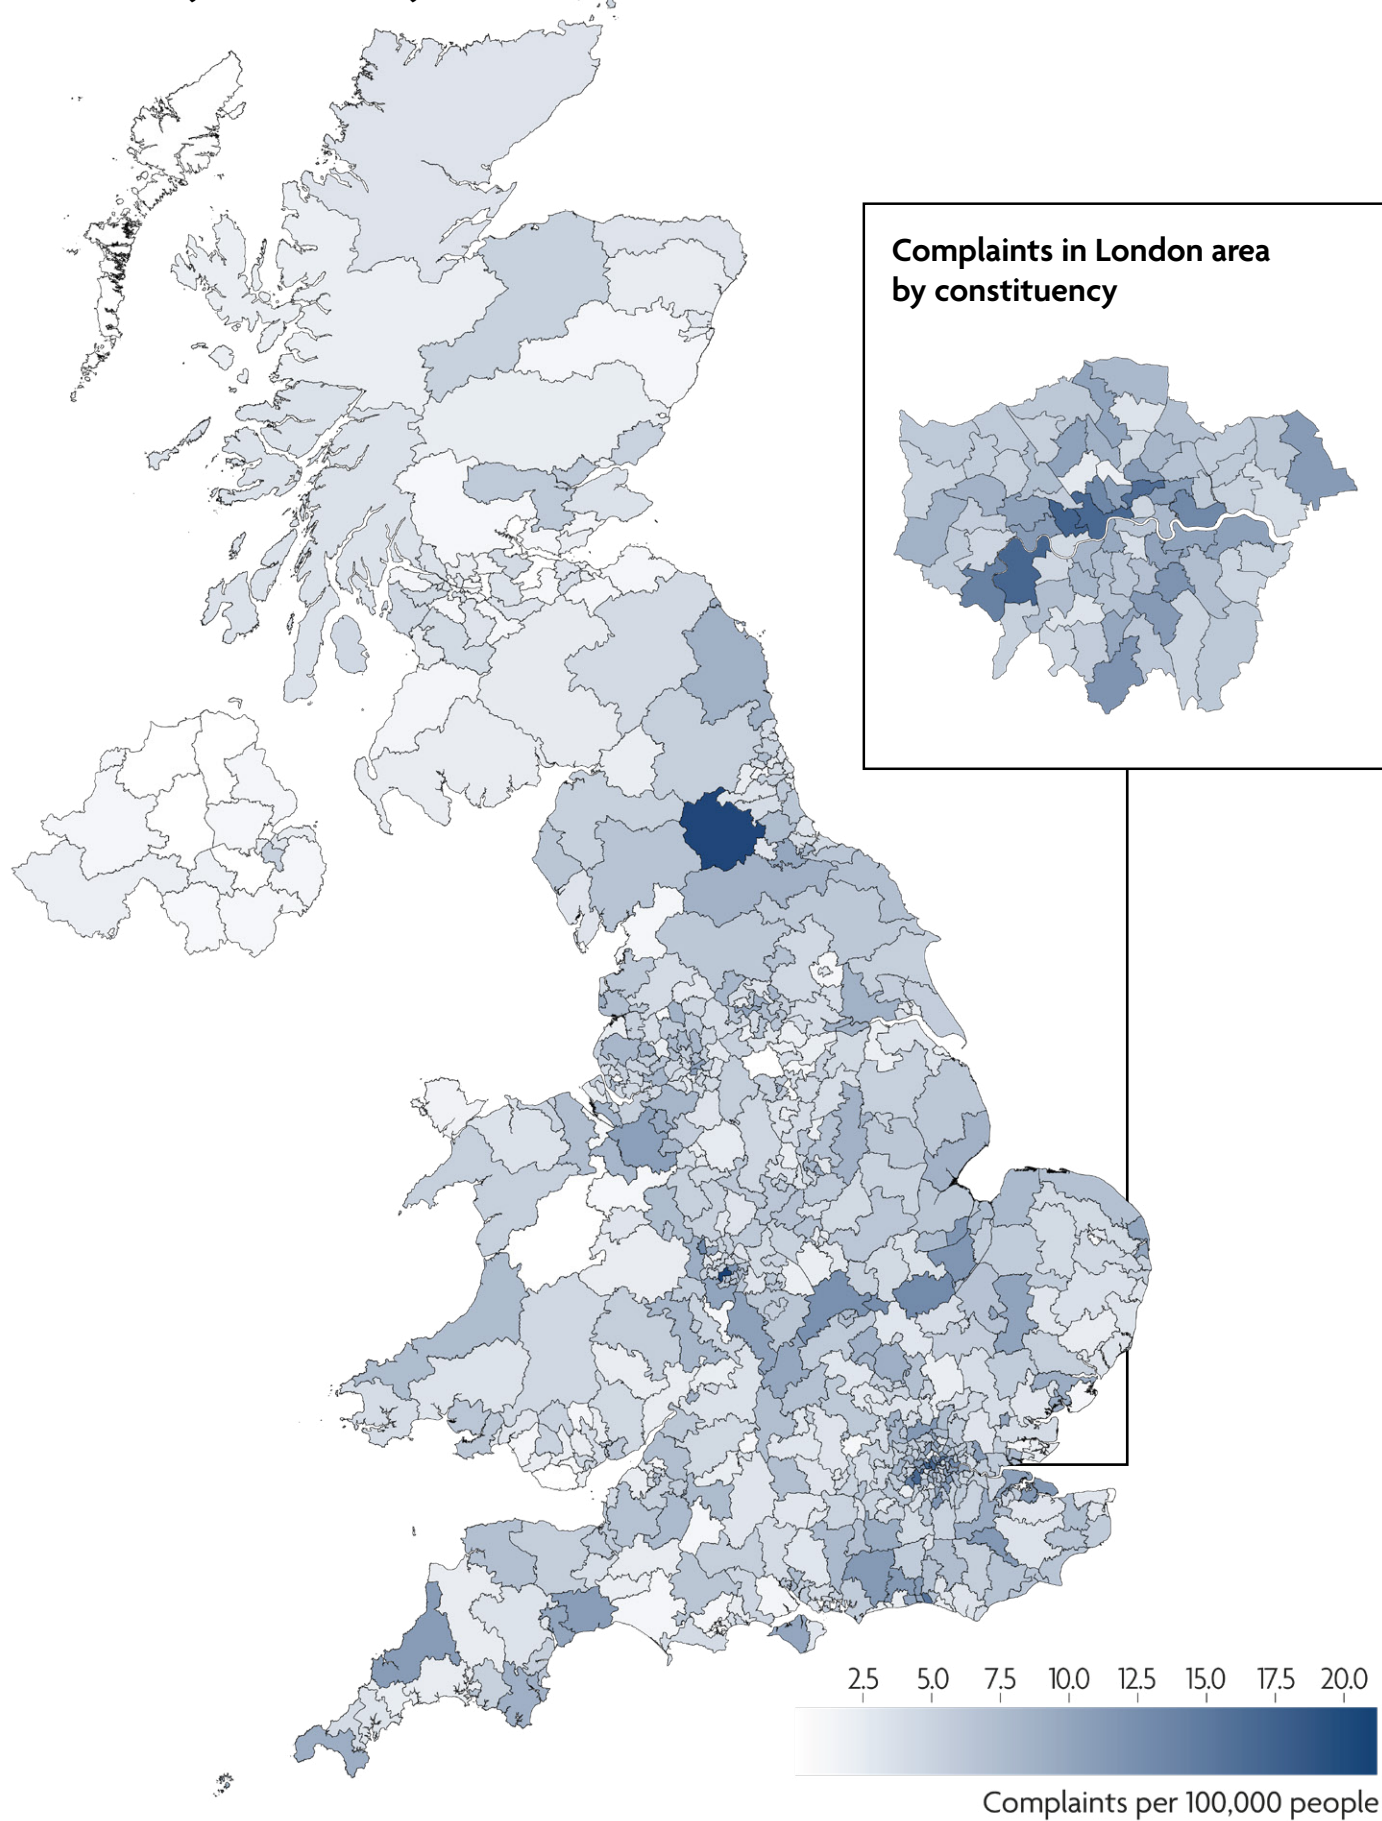 Complaints in London area
by constituency
2.5 5.0 7.5 10.0 12.5 15.0 17.5 20.0
Complaints per 100,000 people